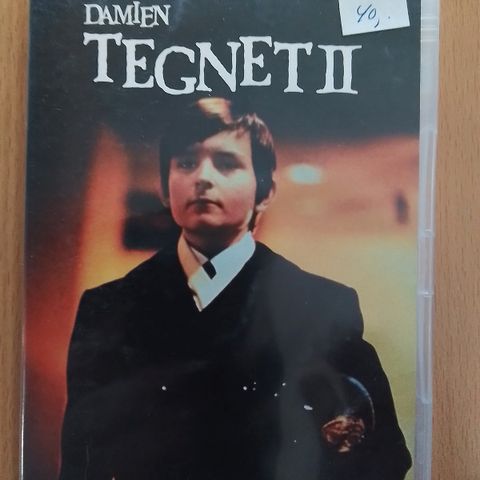 DAMIEN
TEGNET II
40,-